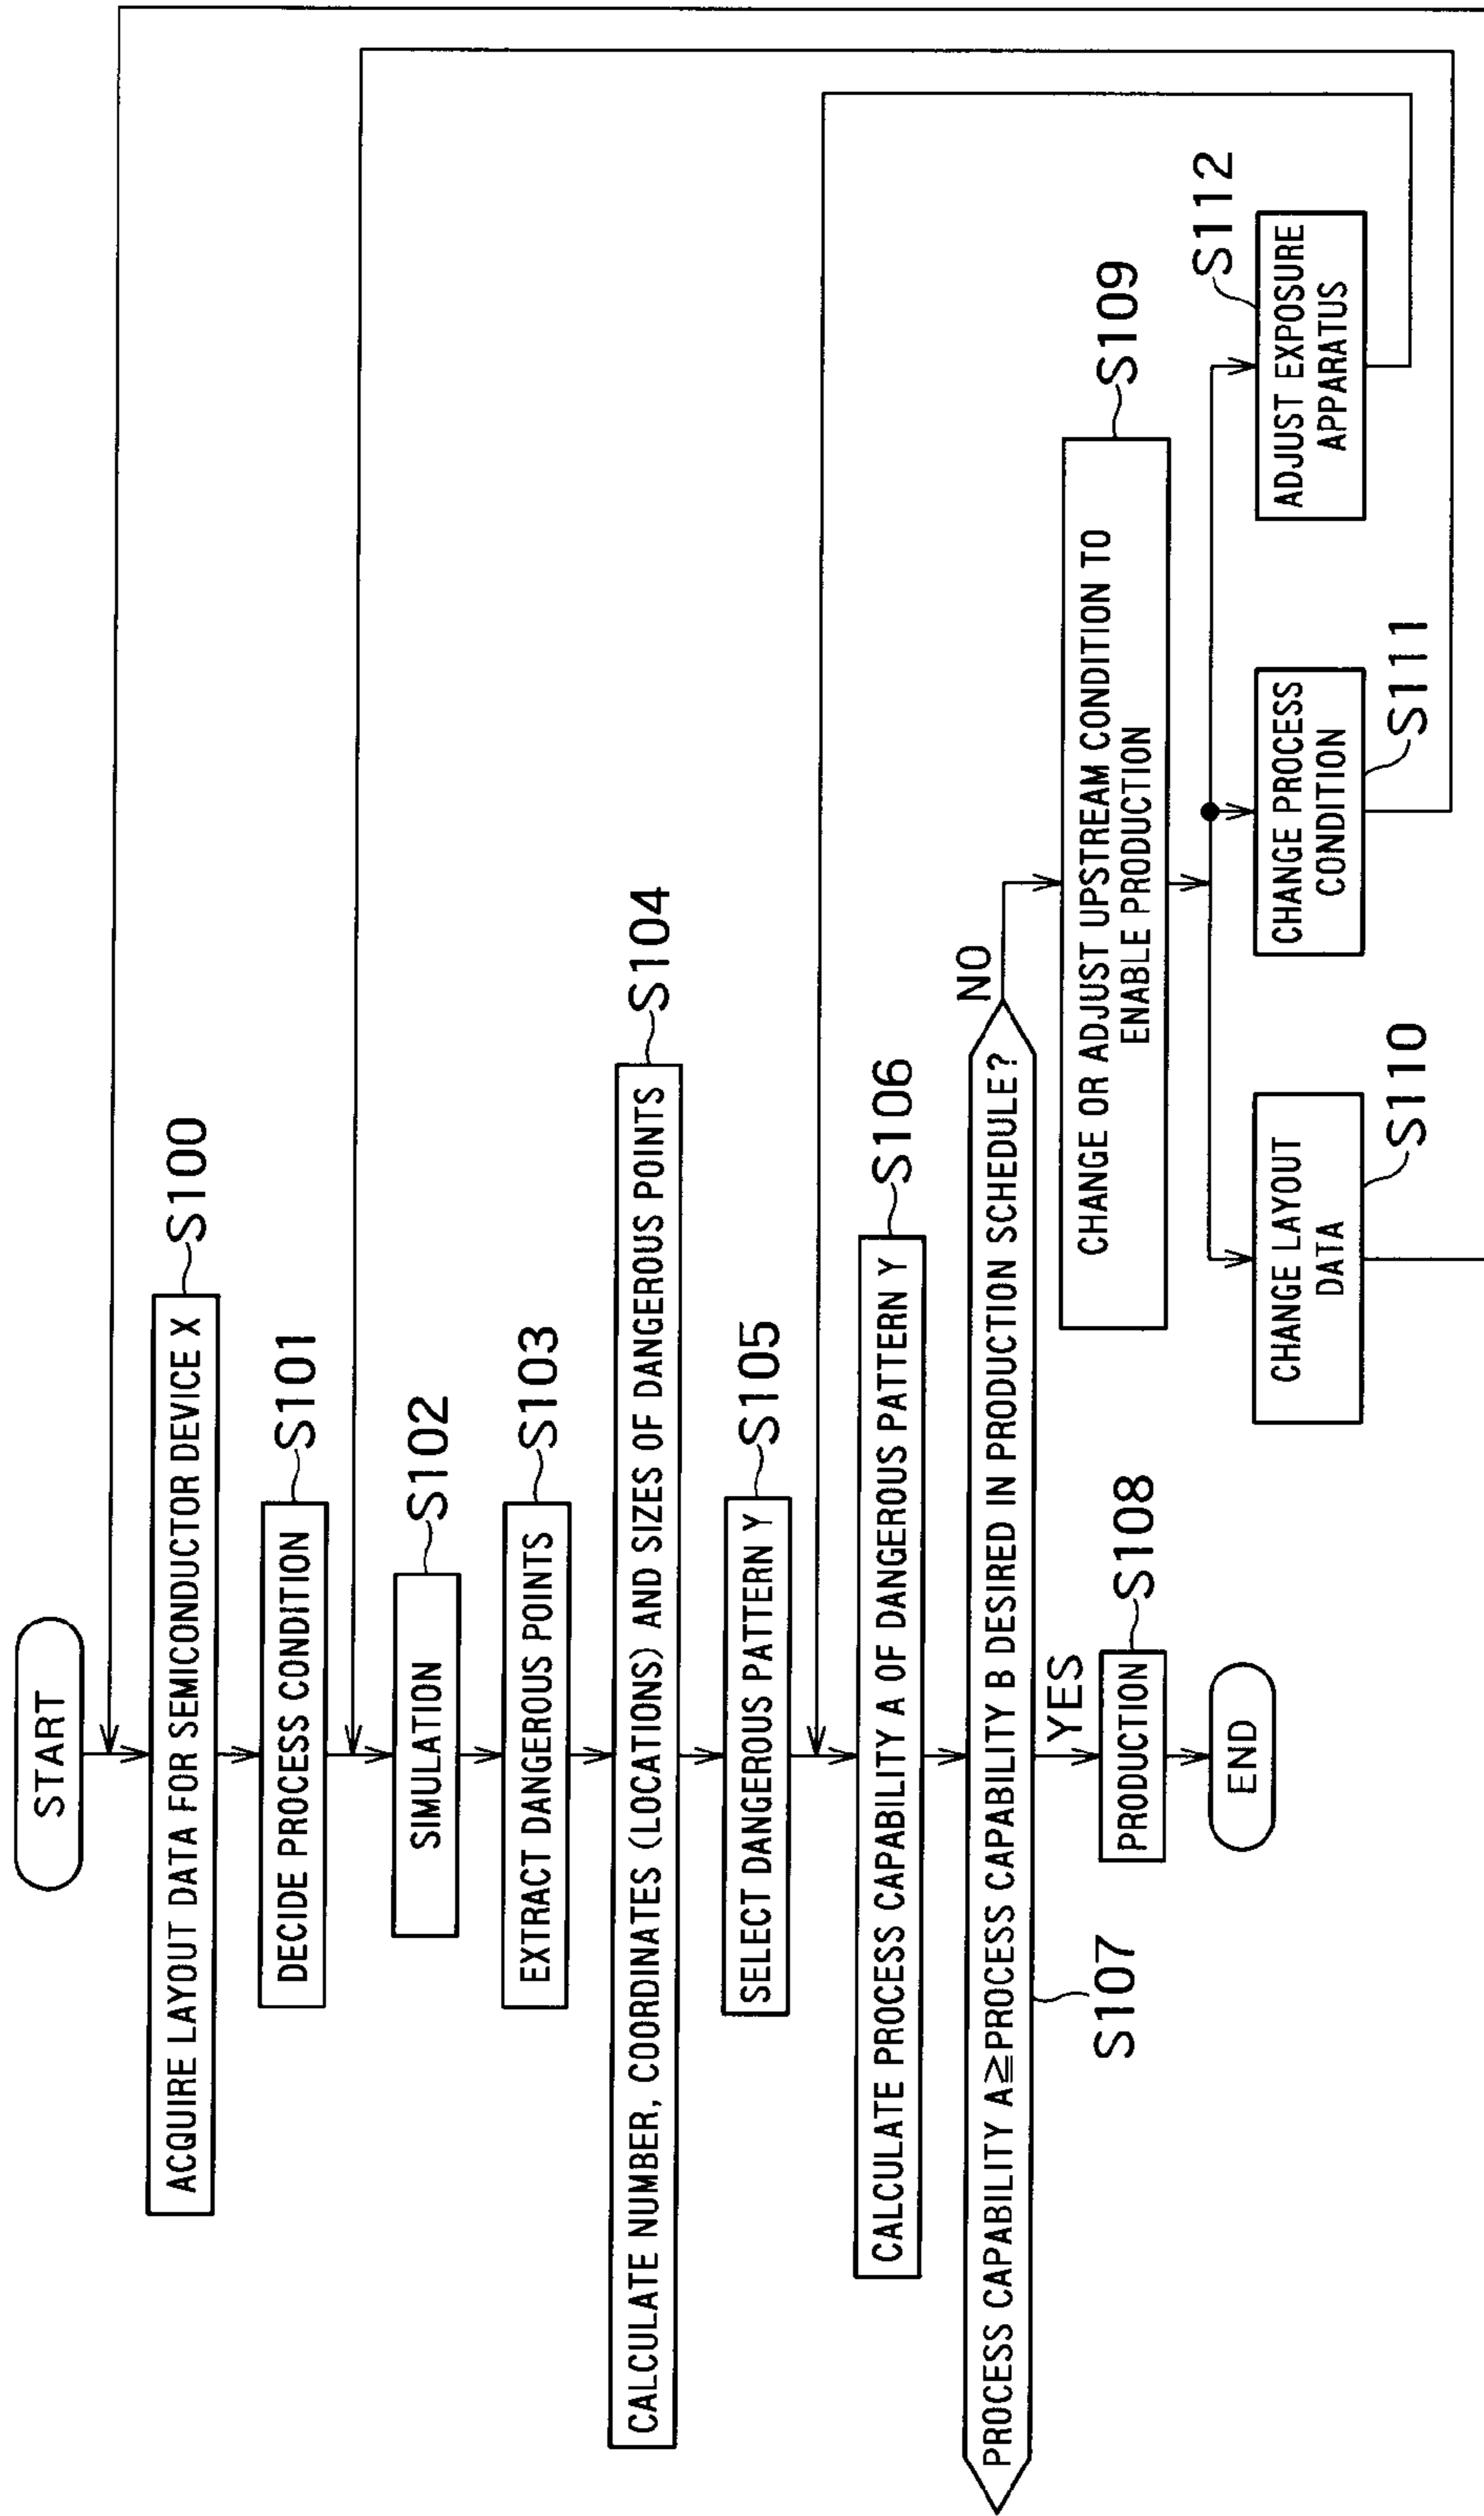 START
ACQUIRE LAYOUT DATA FOR SEMICONDUCTOR DEVICE X
S100
DECIDE PROCESS CONDITION
S101
SIMULATION
S102
EXTRACT DANGEROUS POINTS
S103
CALCULATE NUMBER, COORDINATES (LOCATIONS) AND SIZES OF DANGEROUS POINTS
S104
SELECT DANGEROUS PATTERN Y
S105
CALCULATE PROCESS CAPABILITY A OF DANGEROUS PATTERN Y
S106
PROCESS CAPABILITY A≧PROCESS CAPABILITY B DESIRED IN PRODUCTION SCHEDULE?
S107
NO
YES
PRODUCTION
S108
END
CHANGE OR ADJUST UPSTREAM CONDITION TO
ENABLE PRODUCTION
S109
CHANGE LAYOUT
DATA
S110
CHANGE PROCESS
CONDITION
S111
ADJUST EXPOSURE
APPARATUS
S112